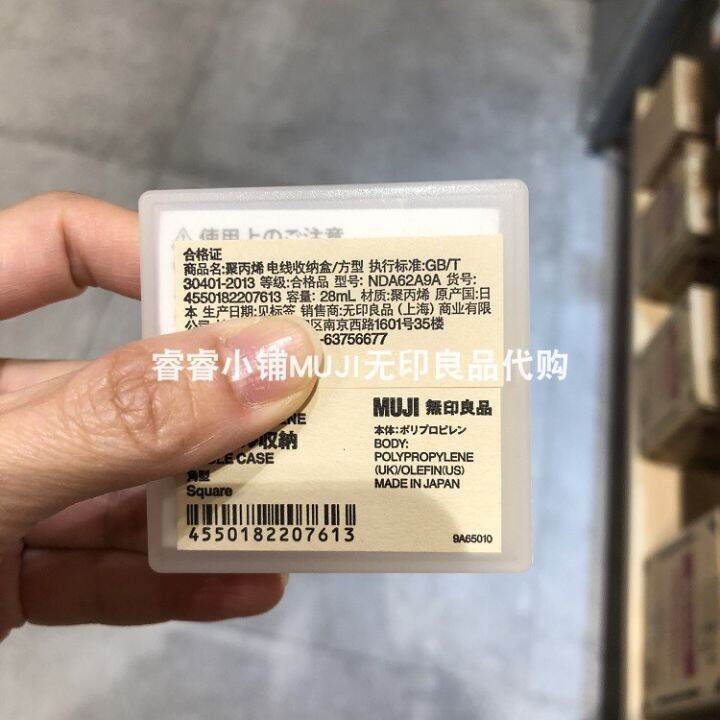 ⚠使用上のご注意
合格证
商品名:聚丙烯 电线收纳盒/方型 执行标准:GB/T
30401-2013 等级:合格品 型号: NDA62A9A 货号:
4550182207613 容量: 28mL 材质:聚丙烯 原产国:日
本 生产日期:见标签 销售商:无印良品 (上海) 商业有限
区南京西路1601号35楼
-63756677
睿睿小铺MUJI无印良品代购
MUJI 無印良品
収納
CASE
角型
Square
本体:ポリプロピレン
BODY:
POLYPROPYLENE
(UK)/OLEFIN(US)
MADE IN JAPAN
4550182207613
9A65010